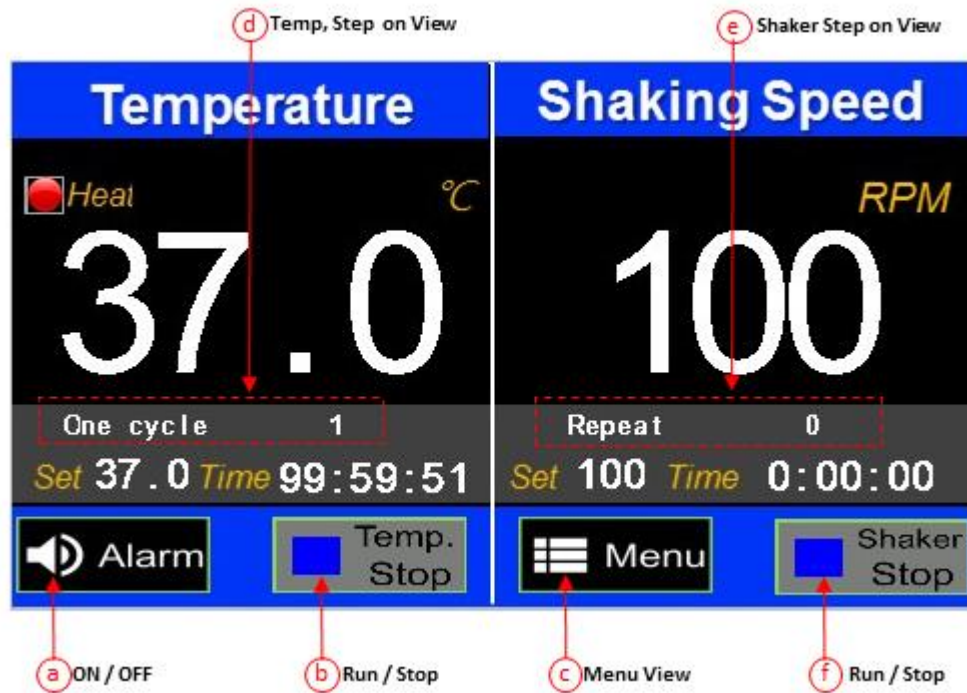 d Temp, Step on View
e Shaker Step on View
Temperature
Shaking Speed
Heat
℃
RPM
37.0
100
One cycle 1
Repeat 0
Set 37.0 Time 99:59:51
Set 100 Time 0:00:00
Alarm
Temp.
Stop
Menu
Shaker
Stop
a ON / OFF
b Run / Stop
c Menu View
f Run / Stop